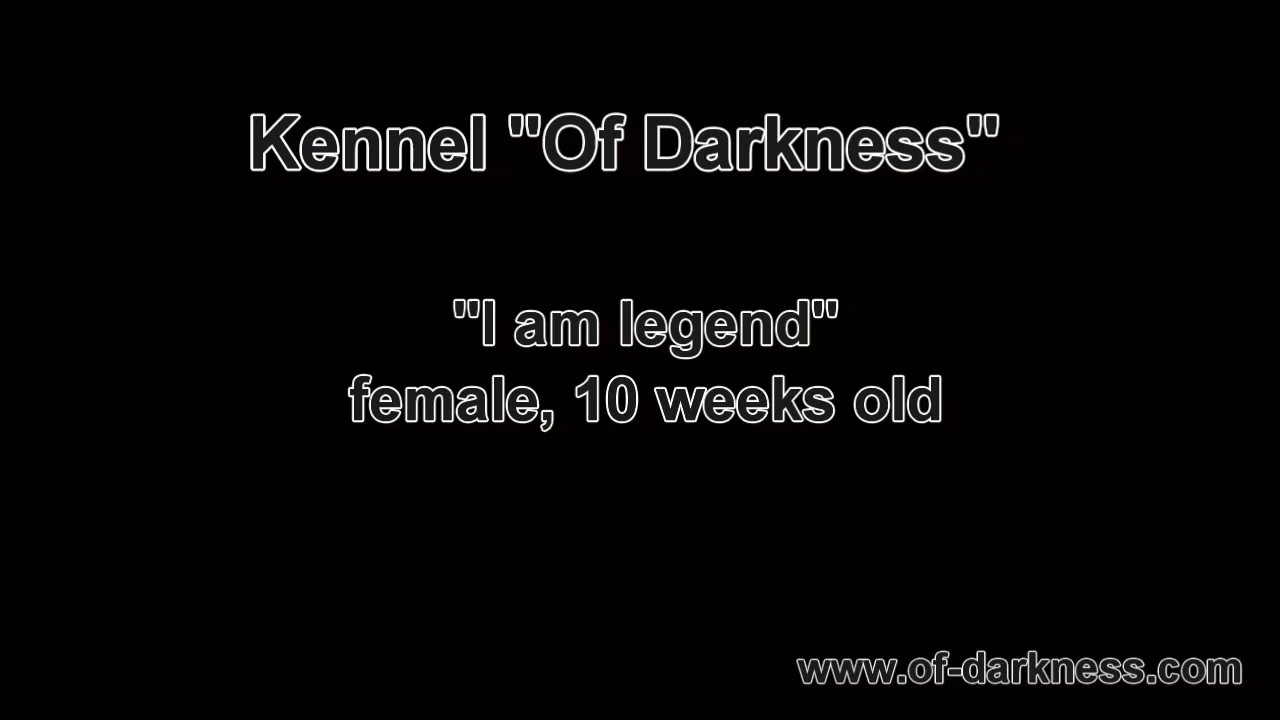 Kennel "Of Darkness"
"I am legend"
female, 10 weeks old
www.of-darkness.com